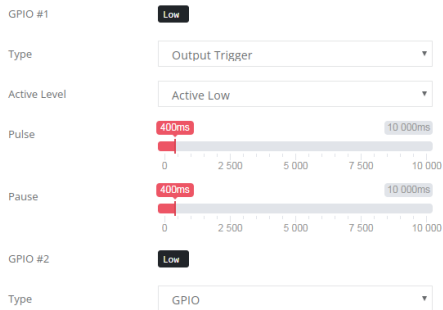 GPIO #1 Low
Type Output Trigger
Active Level Active Low
Pulse 400ms 10 000ms
0 2 500 5 000 7 500 10 000
Pause 400ms 10 000ms
0 2 500 5 000 7 500 10 000
GPIO #2 Low
Type GPIO